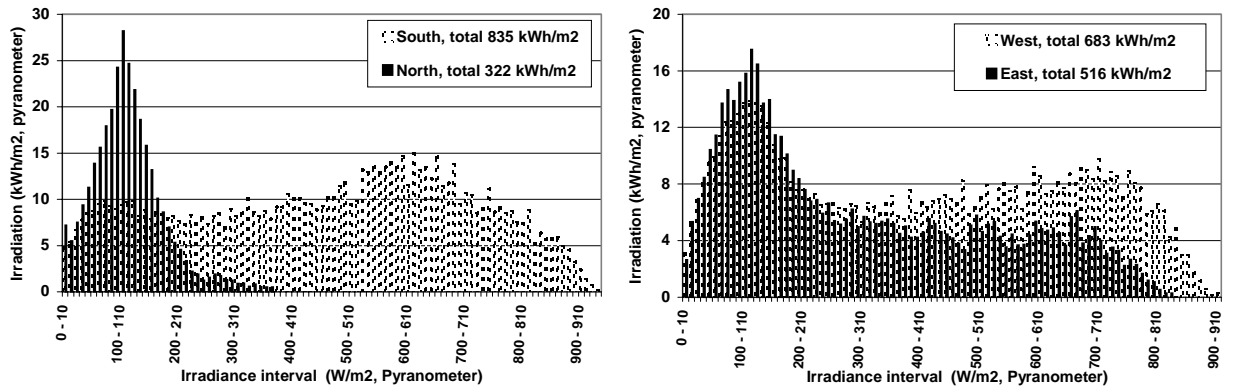 30
25
20
15
10
5
0
Irradiation (kWh/m2, pyranometer)
South, total 835 kWh/m2
North, total 322 kWh/m2
0 - 10
100 - 110
200 - 210
300 - 310
400 - 410
500 - 510
600 - 610
700 - 710
800 - 810
900 - 910
Irradiance interval (W/m2, Pyranometer)
20
16
12
8
4
0
Irradiation (kWh/m2, pyranometer)
West, total 683 kWh/m2
East, total 516 kWh/m2
0 - 10
100 - 110
200 - 210
300 - 310
400 - 410
500 - 510
600 - 610
700 - 710
800 - 810
900 - 910
Irradiance interval (W/m2, Pyranometer)